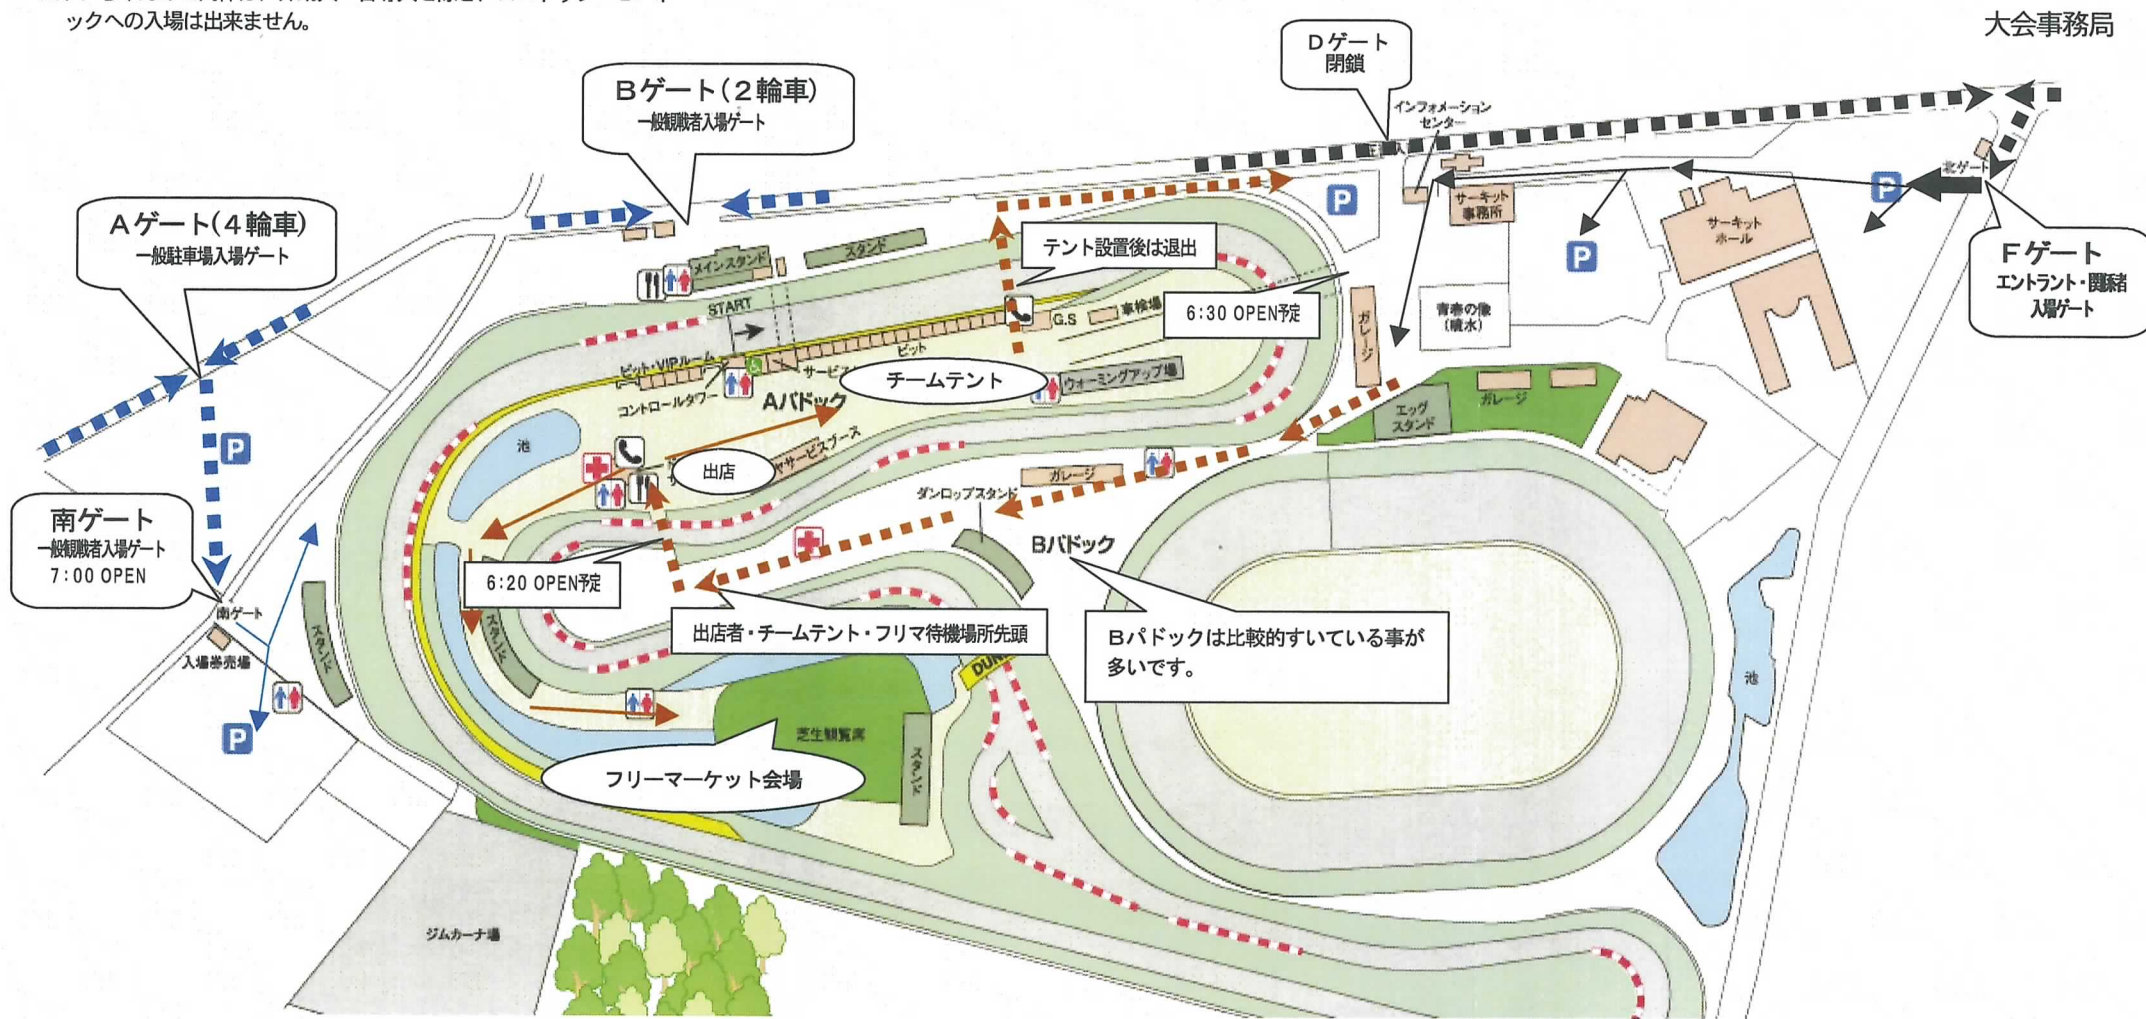 ックへの入場は出来ません。
大会事務局
Dゲート
閉鎖
Bゲート(2輪車)
一般観戦者入場ゲート
インフォメーション
センター
Aゲート(4輪車)
一般駐車場入場ゲート
北ゲート
P
P
サーキット
事務所
サーキット
ホール
P
Fゲート
エントラント・関係者
入場ゲート
スタンド
メインスタンド
テント設置後は退出
START
6:30 OPEN予定
青春の像
(噴水)
車検場
G.S
ガレージ
ピット
ピット・VIPルーム
チームテント
ウォーミングアップ場
コントロールタワー
Aパドック
エッグ
スタンド
ガレージ
P
池
出店
ヤサービスブース
ガレージ
ダンロップスタンド
Bパドック
南ゲート
一般観戦者入場ゲート
7:00 OPEN
6:20 OPEN予定
出店者・チームテント・フリマ待機場所先頭
Bパドックは比較的すいている事が
多いです。
南ゲート
入場券売場
スタンド
スタンド
DUN
池
P
芝生観覧席
スタンド
フリーマーケット会場
ジムカーナ場